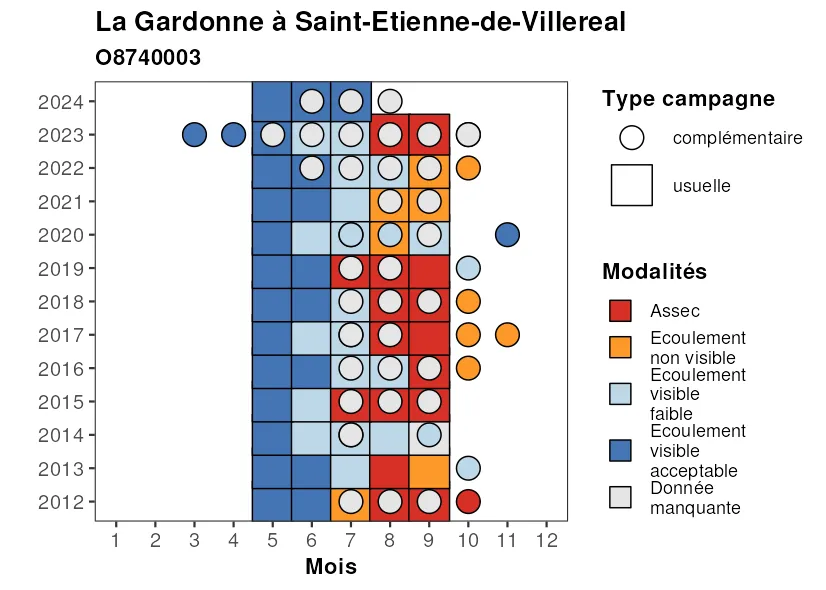 La Gardonne à Saint-Etienne-de-Villereal
O8740003
2024
2023
2022
2021
2020
2019
2018
2017
2016
2015
2014
2013
2012
1 2 3 4 5 6 7 8 9 10 11 12
Mois
Type campagne
complémentaire
usuelle
Modalités
Assec
Ecoulement
non visible
Ecoulement
visible
faible
Ecoulement
visible
acceptable
Donnée
manquante